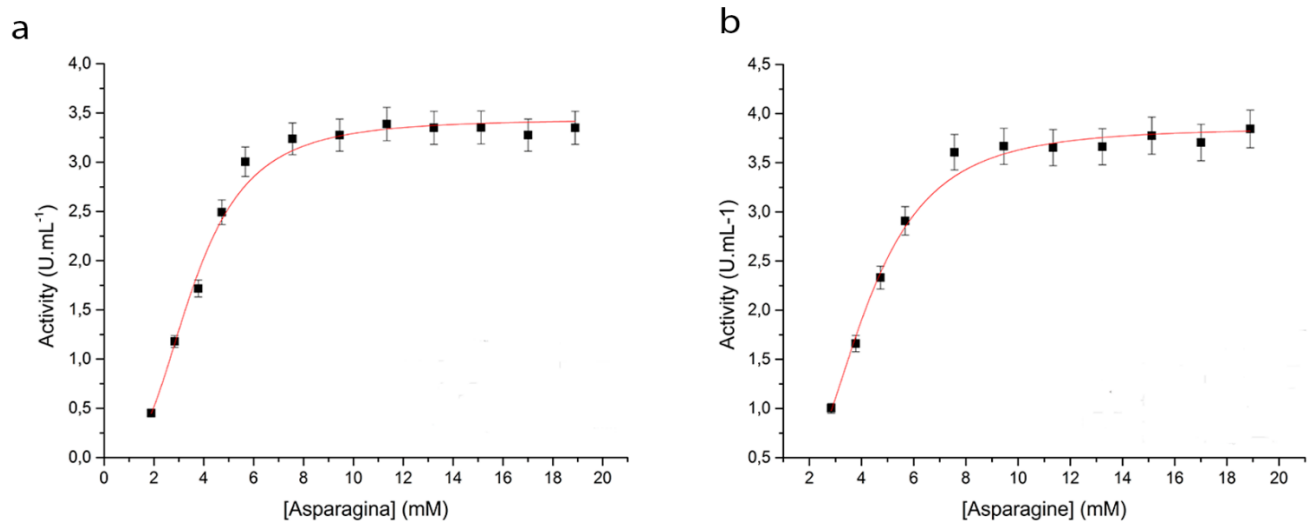 a
4,0
3,5
3,0
2,5
2,0
1,5
1,0
0,5
0,0
Activity (U.mL-1)
0 2 4 6 8 10 12 14 16 18 20
[Asparagina] (mM)
b
4,5
4,0
3,5
3,0
2,5
2,0
1,5
1,0
0,5
Activity (U.mL-1)
2 4 6 8 10 12 14 16 18 20
[Asparagine] (mM)